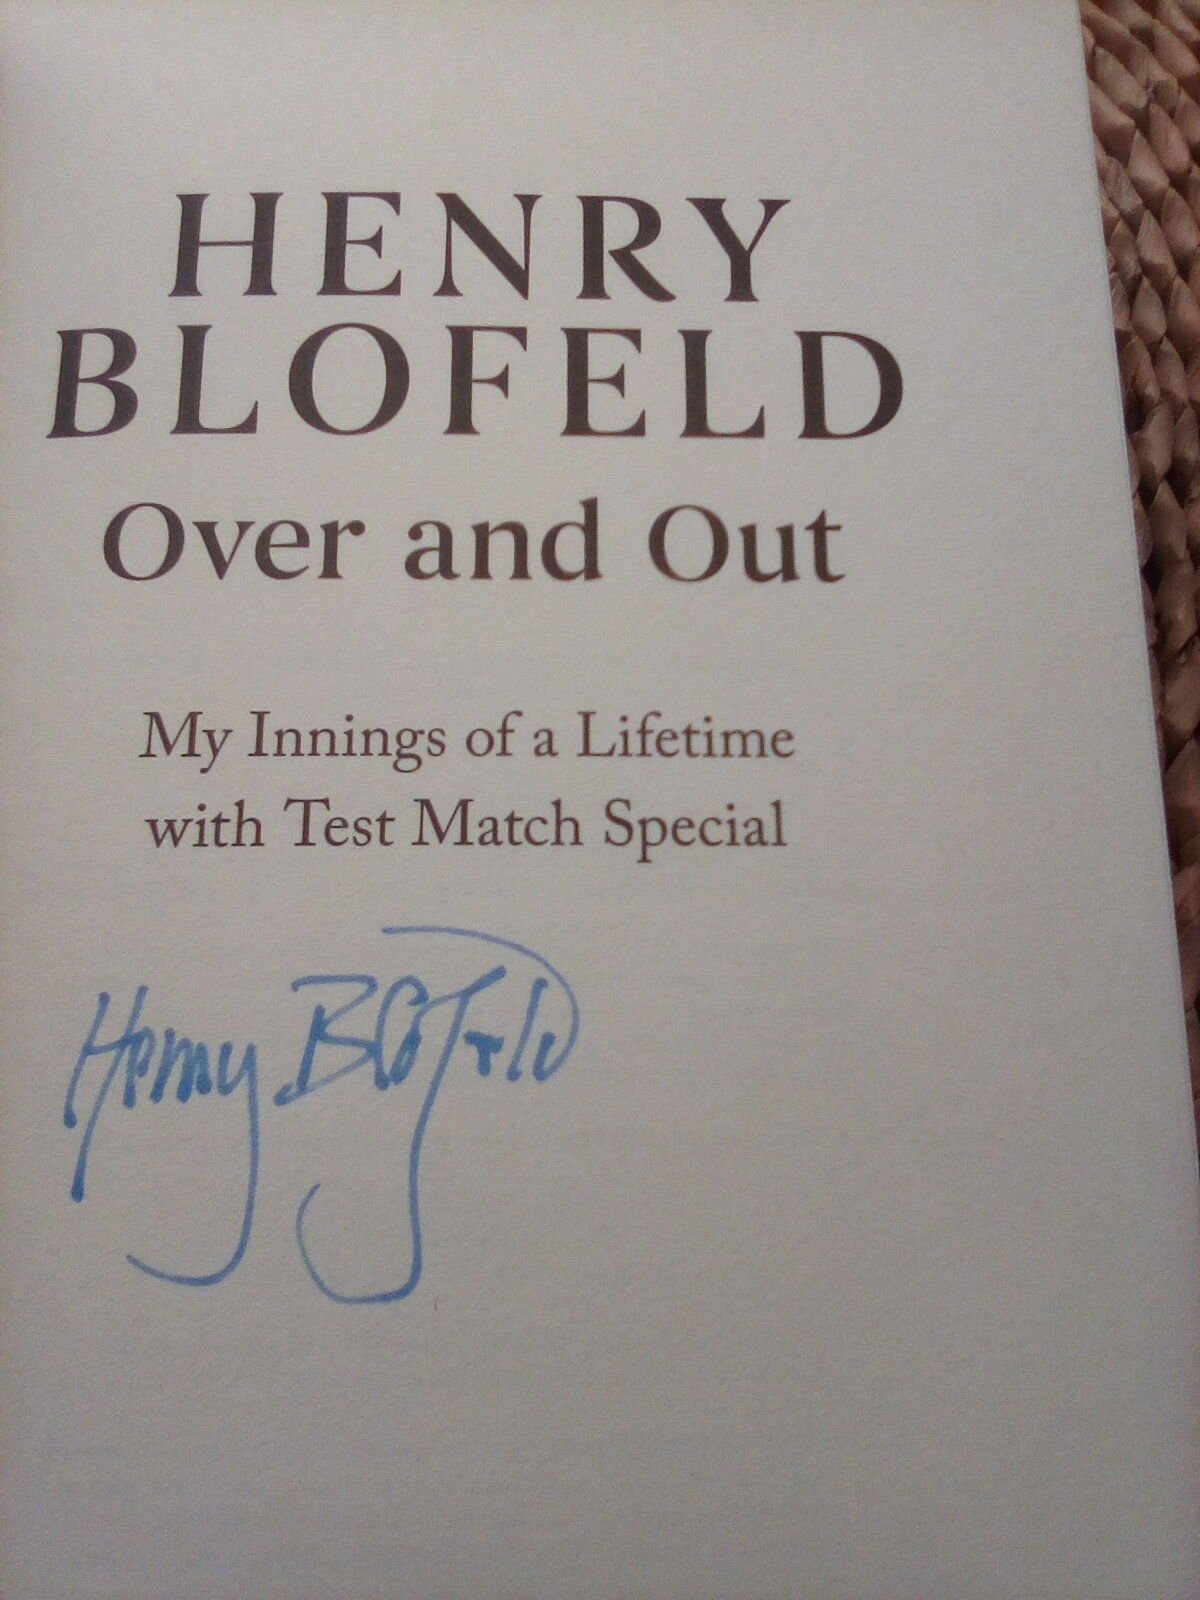 HENRY
BLOFELD
Over and Out
My Innings of a Lifetime
with Test Match Special
Henry Blofeld